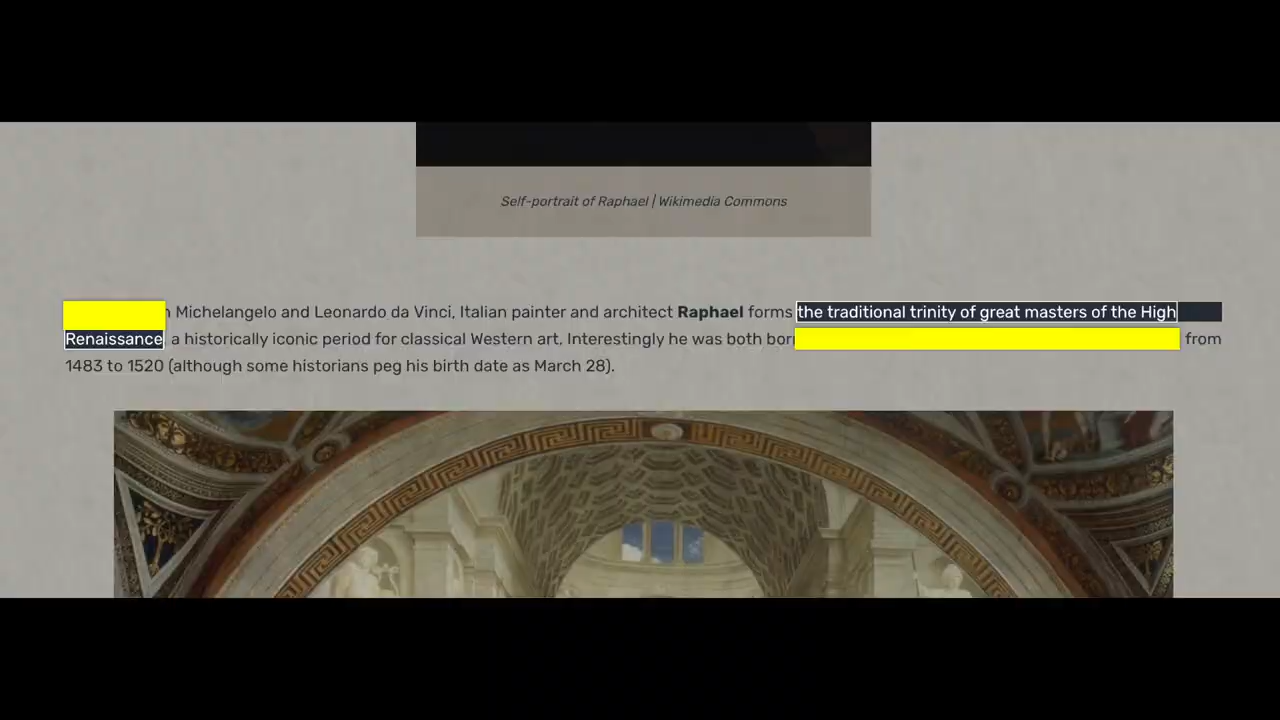 Self-portrait of Raphael | Wikimedia Commons
Michelangelo and Leonardo da Vinci, Italian painter and architect Raphael forms the traditional trinity of great masters of the High
Renaissance a historically iconic period for classical Western art. Interestingly he was both from
1483 to 1520 (although some historians peg his birth date as March 28).